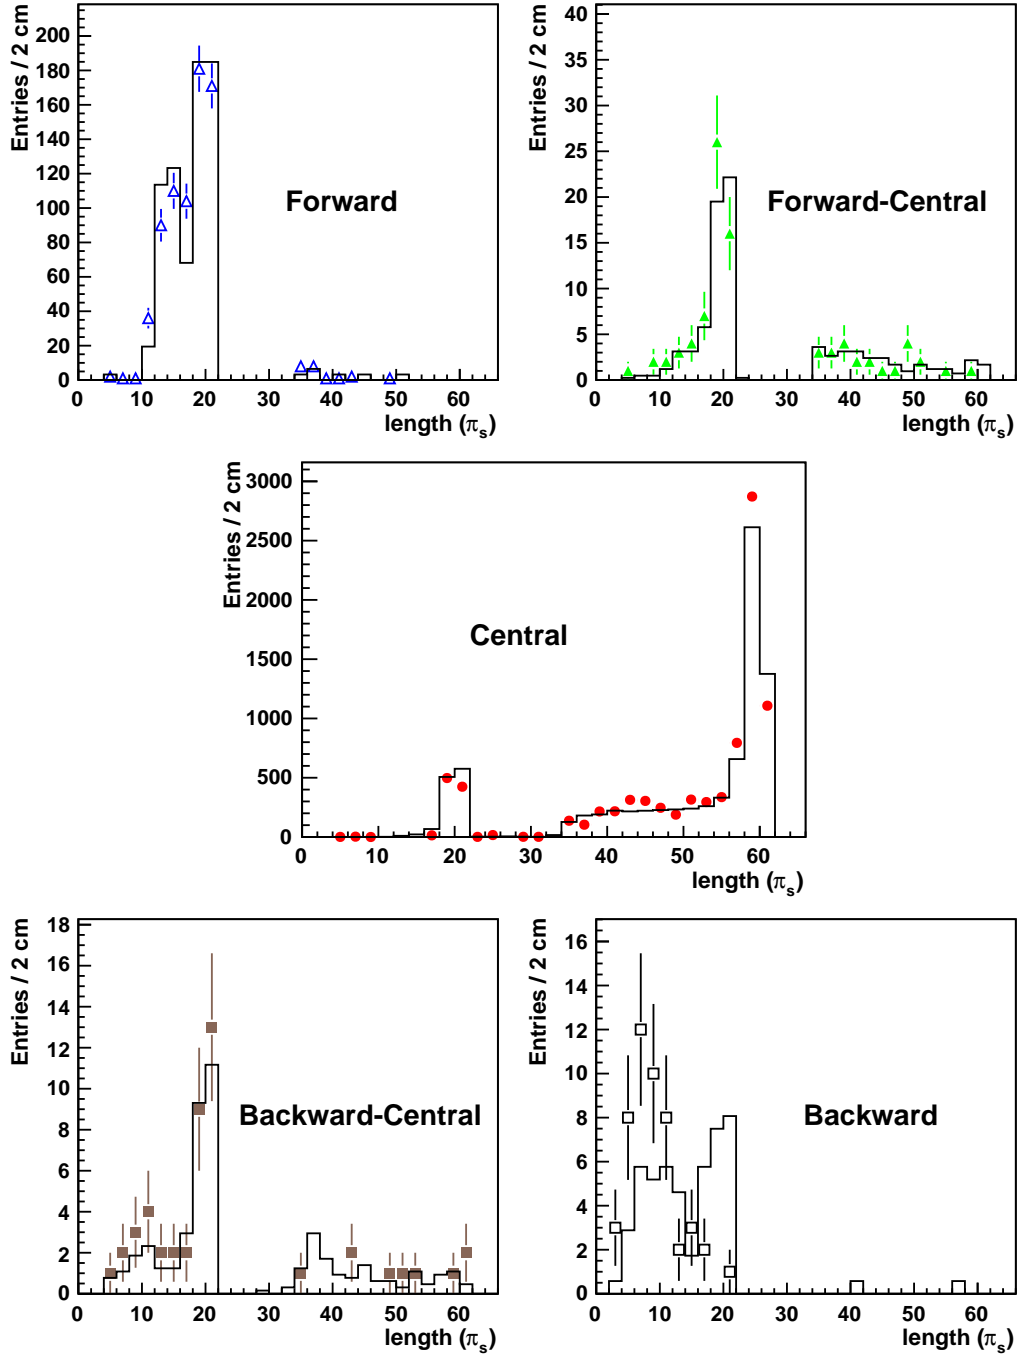 Entries / 2 cm
200
180
160
140
120
100
80
60
40
20
0
Forward
0 10 20 30 40 50 60
length (πs)
Entries / 2 cm
40
35
30
25
20
15
10
5
0
Forward-Central
0 10 20 30 40 50 60
length (πs)
Entries / 2 cm
3000
2500
2000
1500
1000
500
0
Central
0 10 20 30 40 50 60
length (πs)
Entries / 2 cm
18
16
14
12
10
8
6
4
2
0
Backward-Central
0 10 20 30 40 50 60
length (πs)
Entries / 2 cm
16
14
12
10
8
6
4
2
0
Backward
0 10 20 30 40 50 60
length (πs)